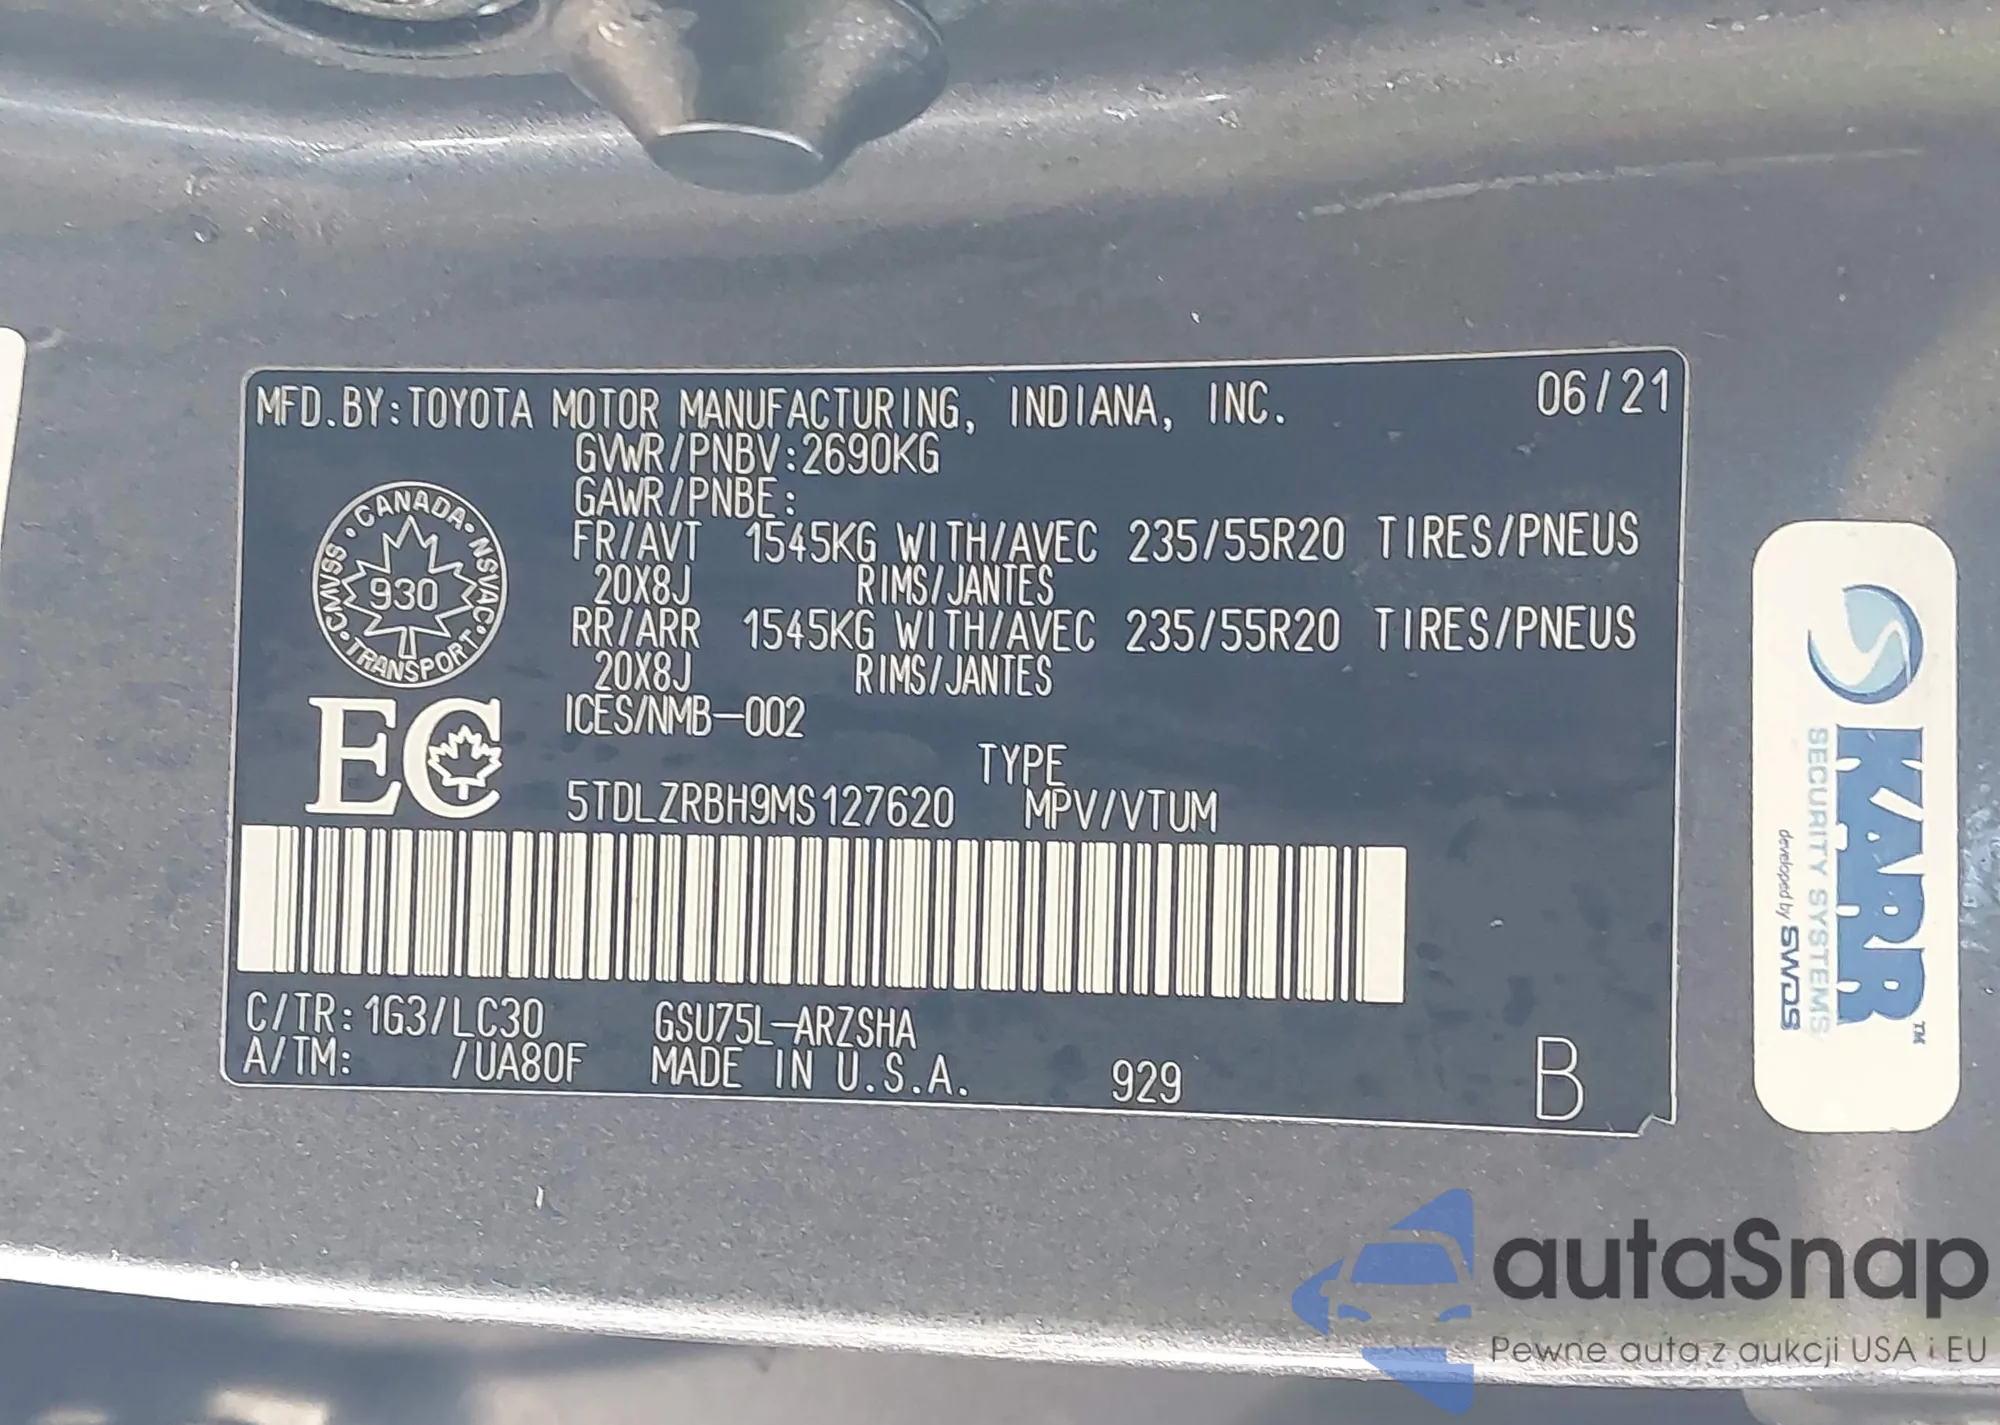 MFD.BY:TOYOTA MOTOR MANUFACTURING, INDIANA, INC. 06/21
GVWR/PNBV:2690KG
GAWR/PNBE:
FR/AVT 1545KG WITH/AVEC 235/55R20 TIRES/PNEUS
20X8J RIMS/JANTES
RR/ARR 1545KG WITH/AVEC 235/55R20 TIRES/PNEUS
20X8J RIMS/JANTES
ICES/NMB-002
CANADA·NSVAC·TRANSPORT·CMVSS·
930
EC
TYPE
5TDLZRBH9MS127620 MPV/VTUM
C/TR:1G3/LC30 GSU75L-ARZSHA
A/TM: /UA80F MADE IN U.S.A. 929 B
KARR™
SECURITY SYSTEMS
developed by SWDS
autaSnap
Pewne auta z aukcji USA i EU